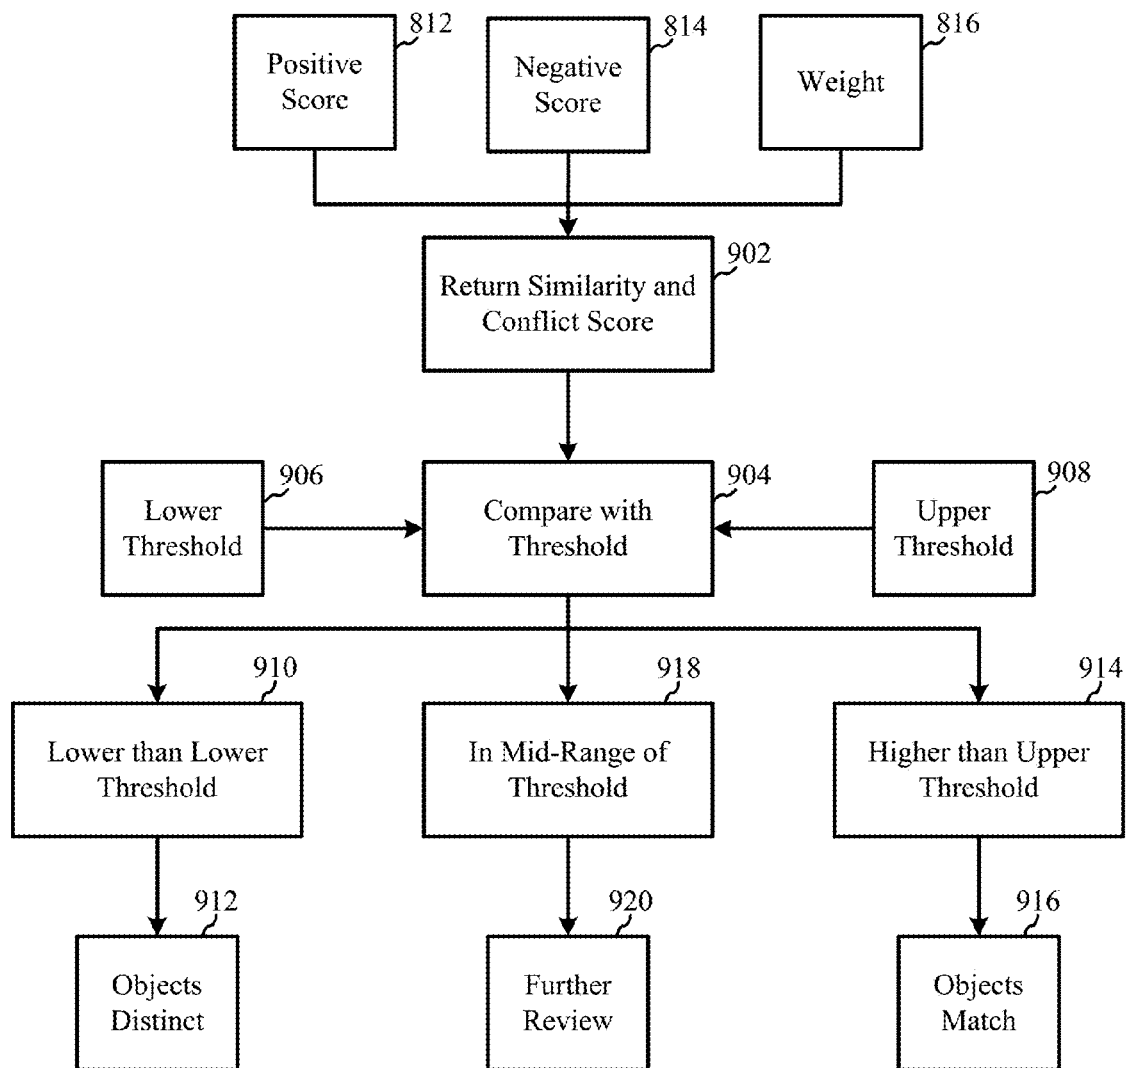 812
Positive
Score
814
Negative
Score
816
Weight
902
Return Similarity and
Conflict Score
906
Lower
Threshold
904
Compare with
Threshold
908
Upper
Threshold
910
Lower than Lower
Threshold
918
In Mid-Range of
Threshold
914
Higher than Upper
Threshold
912
Objects
Distinct
920
Further
Review
916
Objects
Match